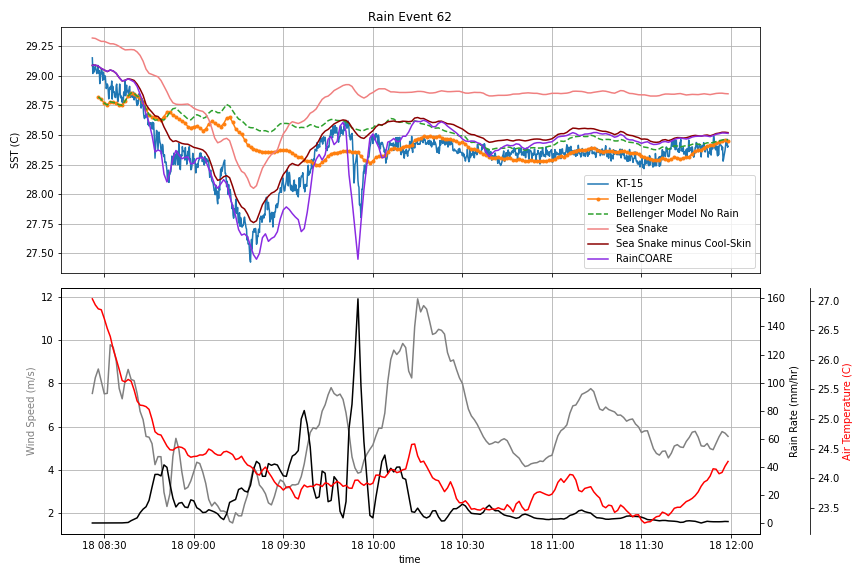 Rain Event 62
SST (C)
29.25
29.00
28.75
28.50
28.25
28.00
27.75
27.50
KT-15
Bellenger Model
Bellenger Model No Rain
Sea Snake
Sea Snake minus Cool-Skin
RainCOARE
Wind Speed (m/s)
12
10
8
6
4
2
160
140
120
100
80
60
40
20
0
Rain Rate (mm/hr)
27.0
26.5
26.0
25.5
25.0
24.5
24.0
23.5
Air Temperature (C)
18 08:30 18 09:00 18 09:30 18 10:00 18 10:30 18 11:00 18 11:30 18 12:00
time